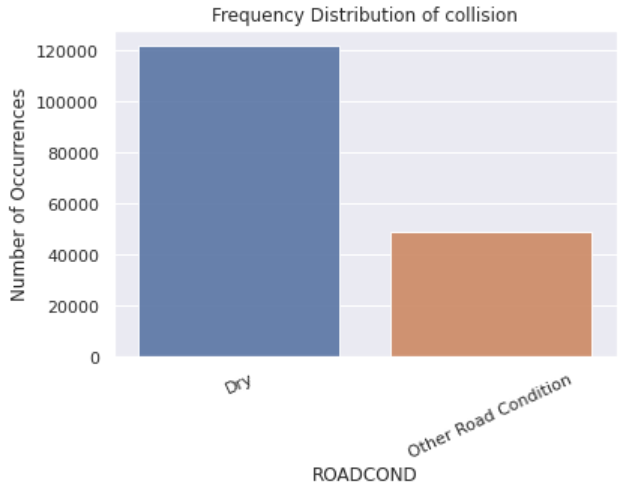 Frequency Distribution of collision
Number of Occurrences
120000
100000
80000
60000
40000
20000
0
Dry
Other Road Condition
ROADCOND